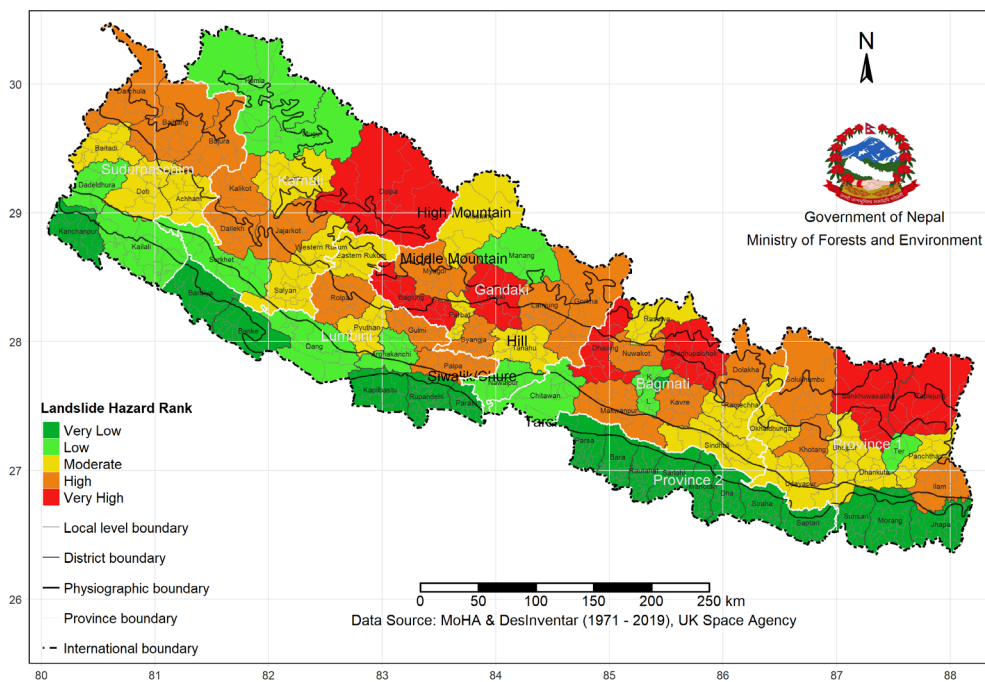 N
Government of Nepal
Ministry of Forests and Environment
30
29
28
27
26
80
81
82
83
84
85
86
87
88
Humla
Darchula
Bajhang
Mugu
Bajura
Baitadi
Sudurpaschim
Karnali
Dadeldhura
Doti
Achham
Kalikot
Dolpa
High Mountain
Mustang
Kanchanpur
Kailali
Dailekh
Jajarkot
Surkhet
Western Rukum
Eastern Rukum
Middle Mountain
Manang
Myagdi
Bardiya
Salyan
Rolpa
Baglung
Gandaki
Kaski
Lamjung
Gorkha
Parbat
Banke
Pyuthan
Gulmi
Syangja
Rasuwa
Lumbini
Dang
Arghakanchi
Hill
Tanahu
Dhading
Nuwakot
Sindhupalchok
Dolakha
Palpa
Siwalik/Chure
Nawalpur
Chitawan
Bagmati
K
L
Kavre
Ramechhap
Solukhumbu
Sankhuwasabha
Taplejung
Kapilbastu
Rupandehi
Parasi
Makwanpur
Sindhuli
Okhaldhunga
Khotang
Province 1
Bhojpur
Ter
Panchthar
Dhankuta
Terai
Parsa
Bara
Rautahat
Sarlahi
Province 2
Dha
Siraha
Saptari
Udayapur
Ilam
Sunsari
Morang
Jhapa
Landslide Hazard Rank
Very Low
Low
Moderate
High
Very High
Local level boundary
District boundary
Physiographic boundary
Province boundary
International boundary
0 50 100 150 200 250 km
Data Source: MoHA & DesInventar (1971 - 2019), UK Space Agency